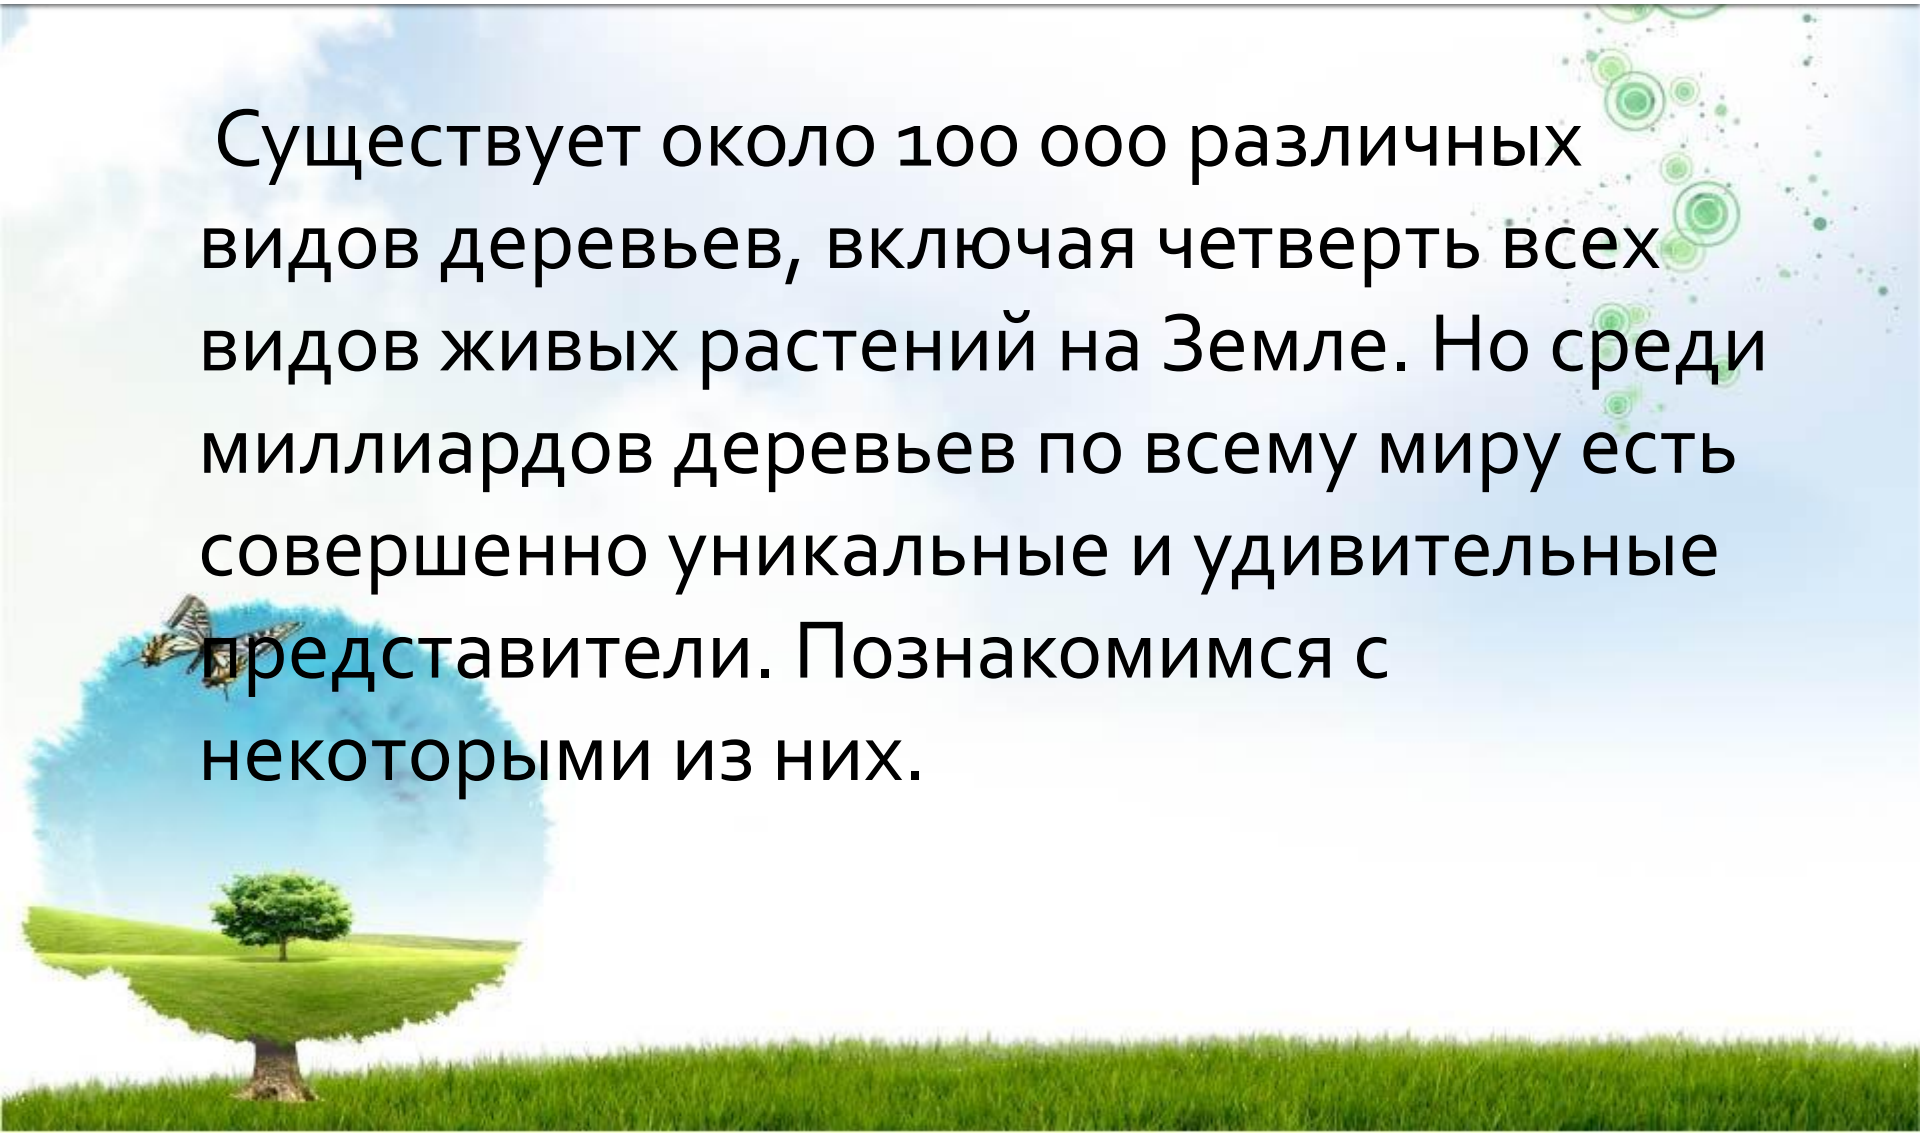 Существует около 100 000 различных
видов деревьев, включая четверть всех
видов живых растений на Земле. Но среди
миллиардов деревьев по всему миру есть
совершенно уникальные и удивительные
представители. Познакомимся с
некоторыми из них.